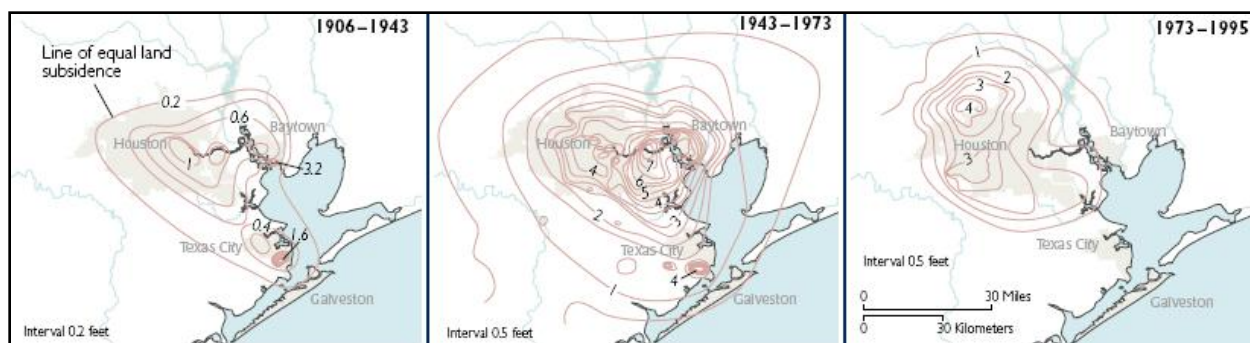 1906–1943
Line of equal land
subsidence
0.2
0.6
Houston
Baytown
1
3.2
0.4
1.6
Texas City
Galveston
Interval 0.2 feet
1943–1973
Houston
Baytown
4
7
6
5
4
3
2
Texas City
4
1
Galveston
Interval 0.5 feet
1973–1995
1
2
3
4
Houston
Baytown
3
Texas City
Interval 0.5 feet
0 30 Miles
0 30 Kilometers
Galveston